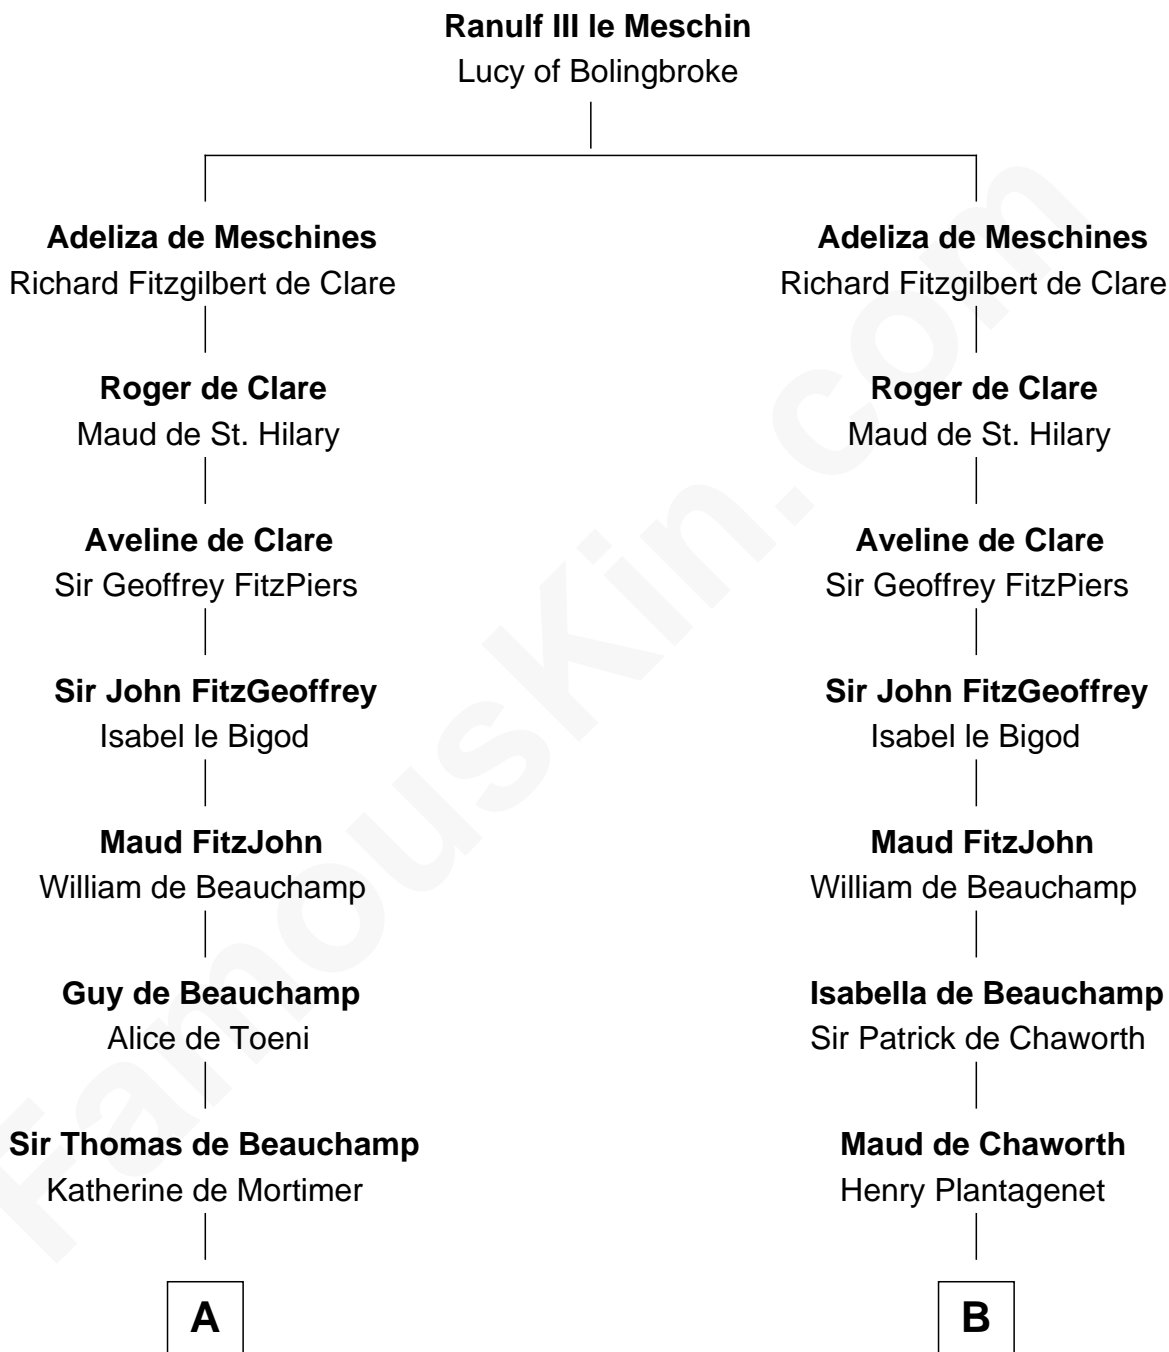 Ranulf III le Meschin
Lucy of Bolingbroke
Adeliza de Meschines
Richard Fitzgilbert de Clare
Roger de Clare
Maud de St. Hilary
Aveline de Clare
Sir Geoffrey FitzPiers
Sir John FitzGeoffrey
Isabel le Bigod
Maud FitzJohn
William de Beauchamp
Guy de Beauchamp
Alice de Toeni
Sir Thomas de Beauchamp
Katherine de Mortimer
A
Adeliza de Meschines
Richard Fitzgilbert de Clare
Roger de Clare
Maud de St. Hilary
Aveline de Clare
Sir Geoffrey FitzPiers
Sir John FitzGeoffrey
Isabel le Bigod
Maud FitzJohn
William de Beauchamp
Isabella de Beauchamp
Sir Patrick de Chaworth
Maud de Chaworth
Henry Plantagenet
B
FamousKin.com